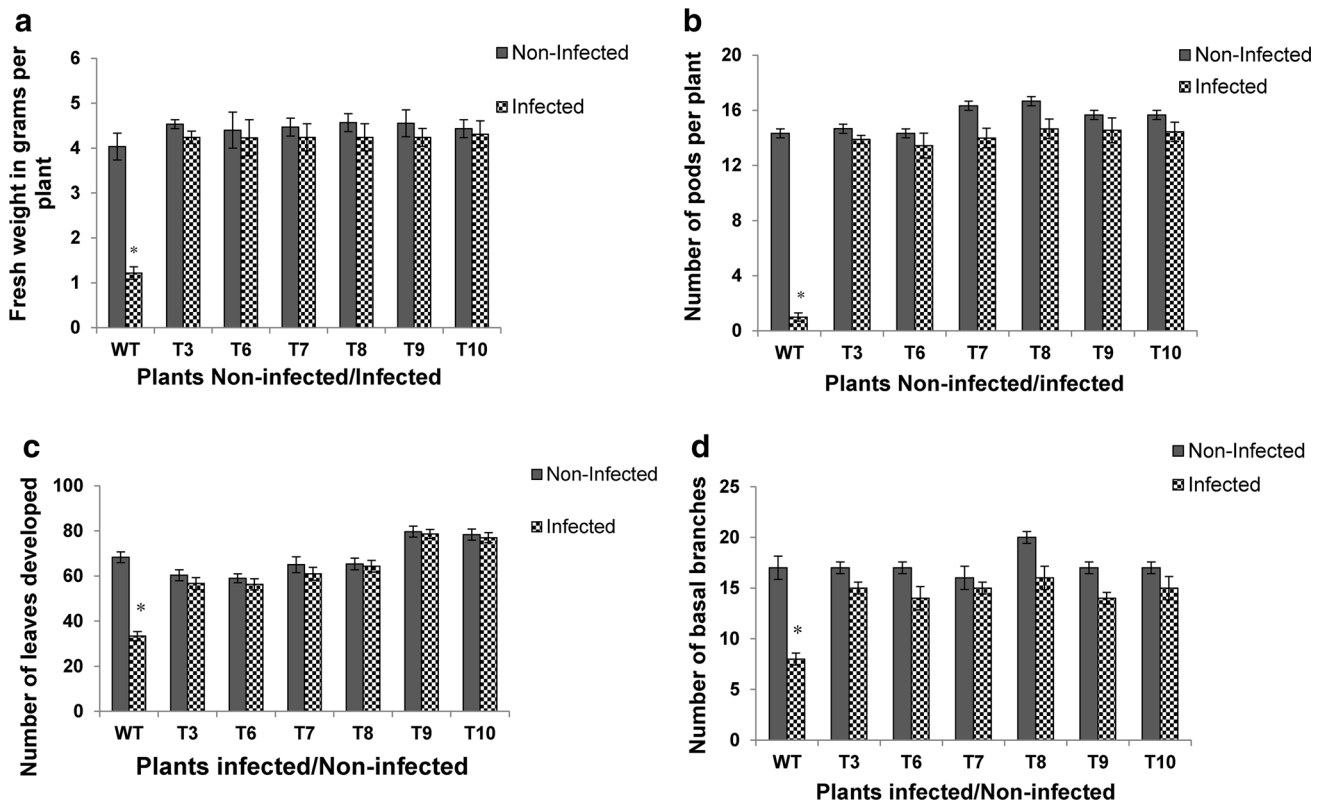 a
Non-Infected
Infected
Fresh weight in grams per
plant
6
5
4
3
2
1
0
*
WT T3 T6 T7 T8 T9 T10
Plants Non-infected/Infected
b
Non-Infected
Infected
Number of pods per plant
20
16
12
8
4
0
*
WT T3 T6 T7 T8 T9 T10
Plants Non-infected/infected
c
Non-Infected
Infected
Number of leaves developed
100
80
60
40
20
0
*
WT T3 T6 T7 T8 T9 T10
Plants infected/Non-infected
d
Non-Infected
Infected
Number of basal branches
25
20
15
10
5
0
*
WT T3 T6 T7 T8 T9 T10
Plants infected/Non-infected